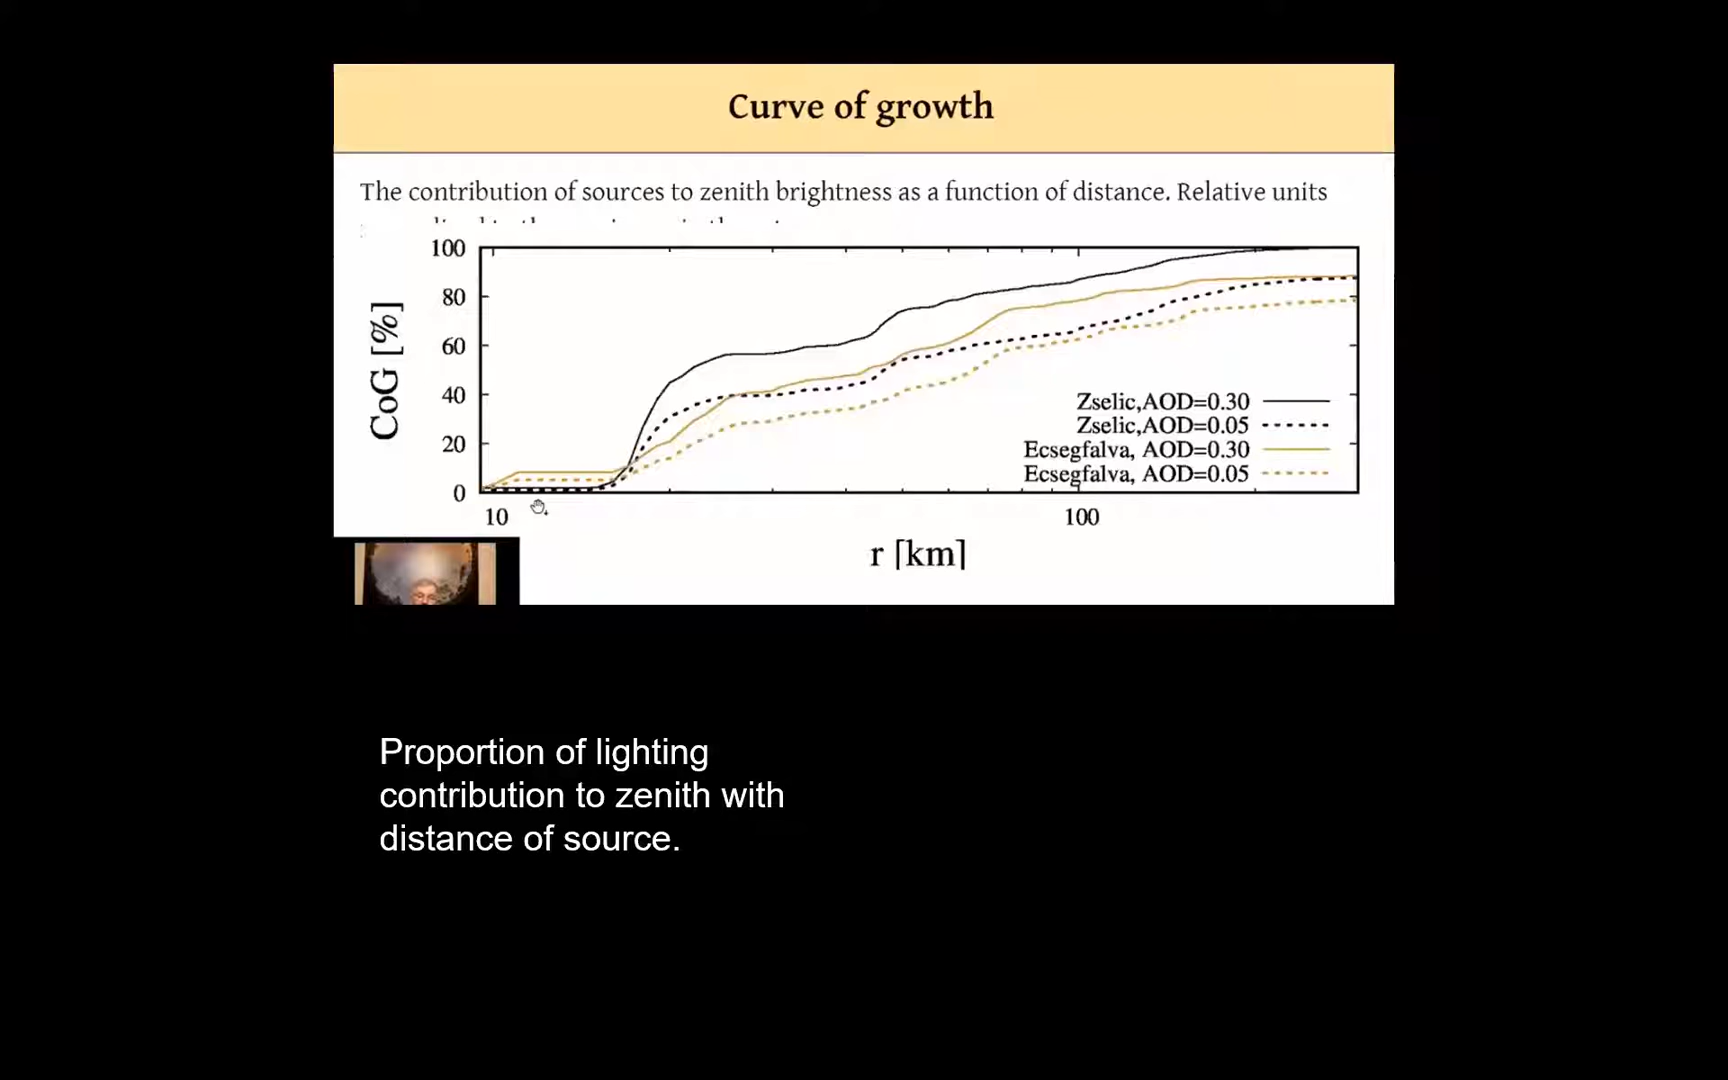 Curve of growth
The contribution of sources to zenith brightness as a function of distance. Relative units
100
80
60
40
20
0
CoG [%]
Zselic,AOD=0.30
Zselic,AOD=0.05
Ecsegfalva, AOD=0.30
Ecsegfalva, AOD=0.05
10
100
r [km]
Proportion of lighting
contribution to zenith with
distance of source.